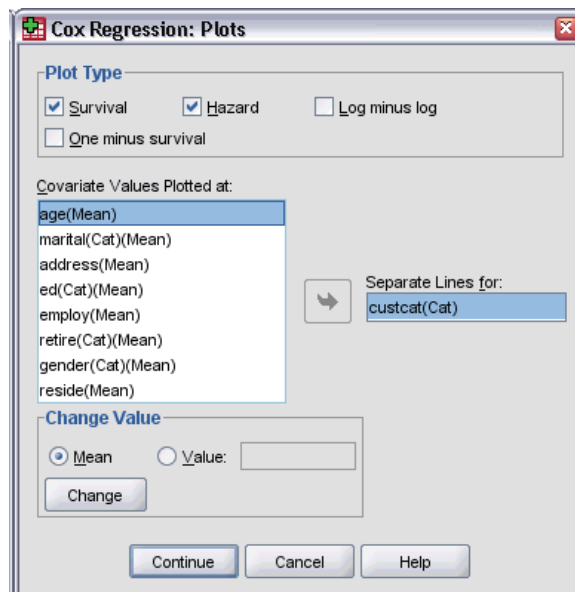 Cox Regression: Plots
Plot Type
Survival
Hazard
Log minus log
One minus survival
Covariate Values Plotted at:
age(Mean)
marital(Cat)(Mean)
address(Mean)
ed(Cat)(Mean)
employ(Mean)
retire(Cat)(Mean)
gender(Cat)(Mean)
reside(Mean)
Separate Lines for:
custcat(Cat)
Change Value
Mean
Value:
Change
Continue
Cancel
Help